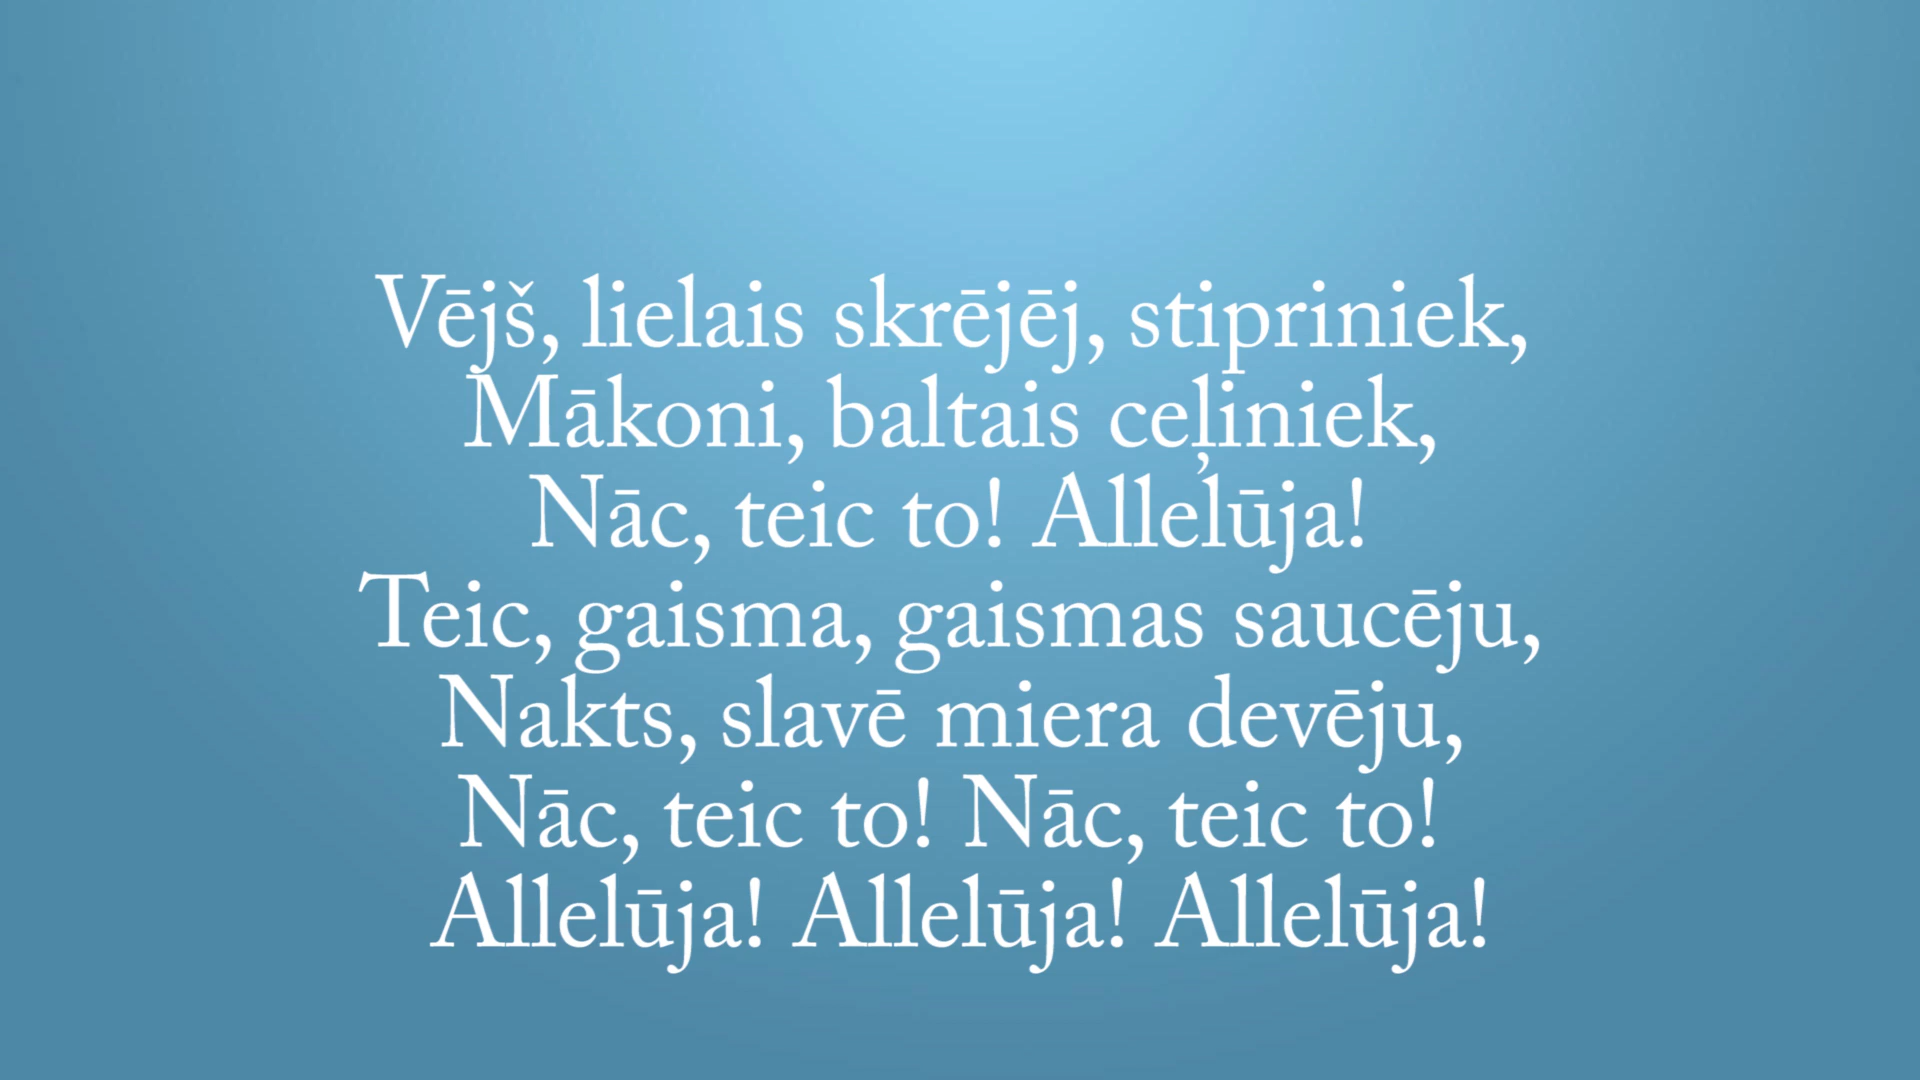 Vējš, lielais skrējēj, stipriniek,
Mākoni, baltais ceļiniek,
Nāc, teic to! Allelūja!
Teic, gaisma, gaismas saucēju,
Nakts, slavē miera devēju,
Nāc, teic to! Nāc, teic to!
Allelūja! Allelūja! Allelūja!